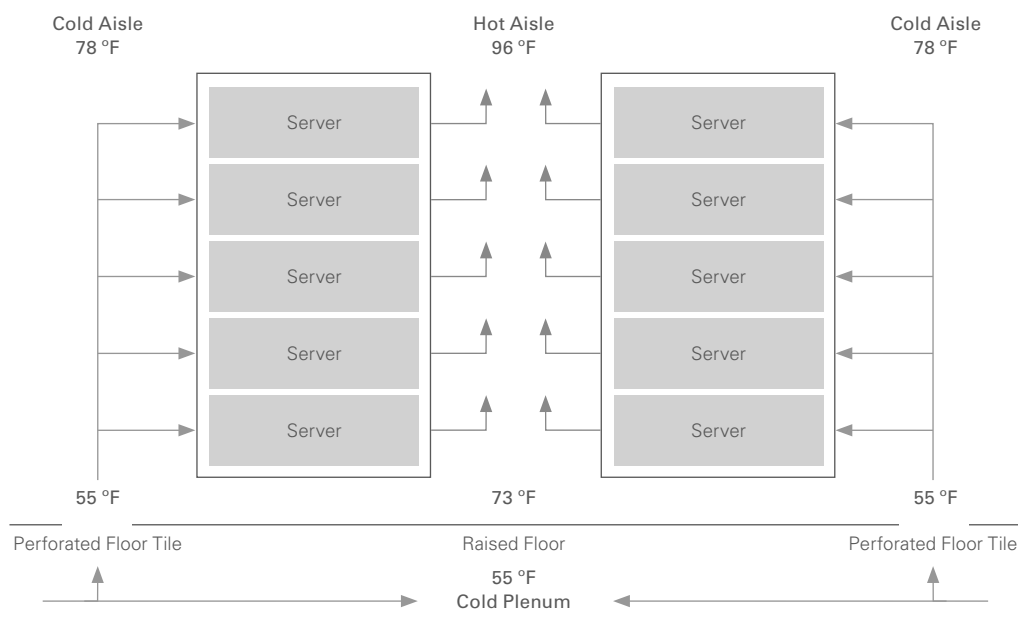 Cold Aisle
78 °F
Hot Aisle
96 °F
Cold Aisle
78 °F
Server
Server
Server
Server
Server
Server
Server
Server
Server
Server
55 °F
73 °F
55 °F
Perforated Floor Tile
Raised Floor
Perforated Floor Tile
55 °F
Cold Plenum